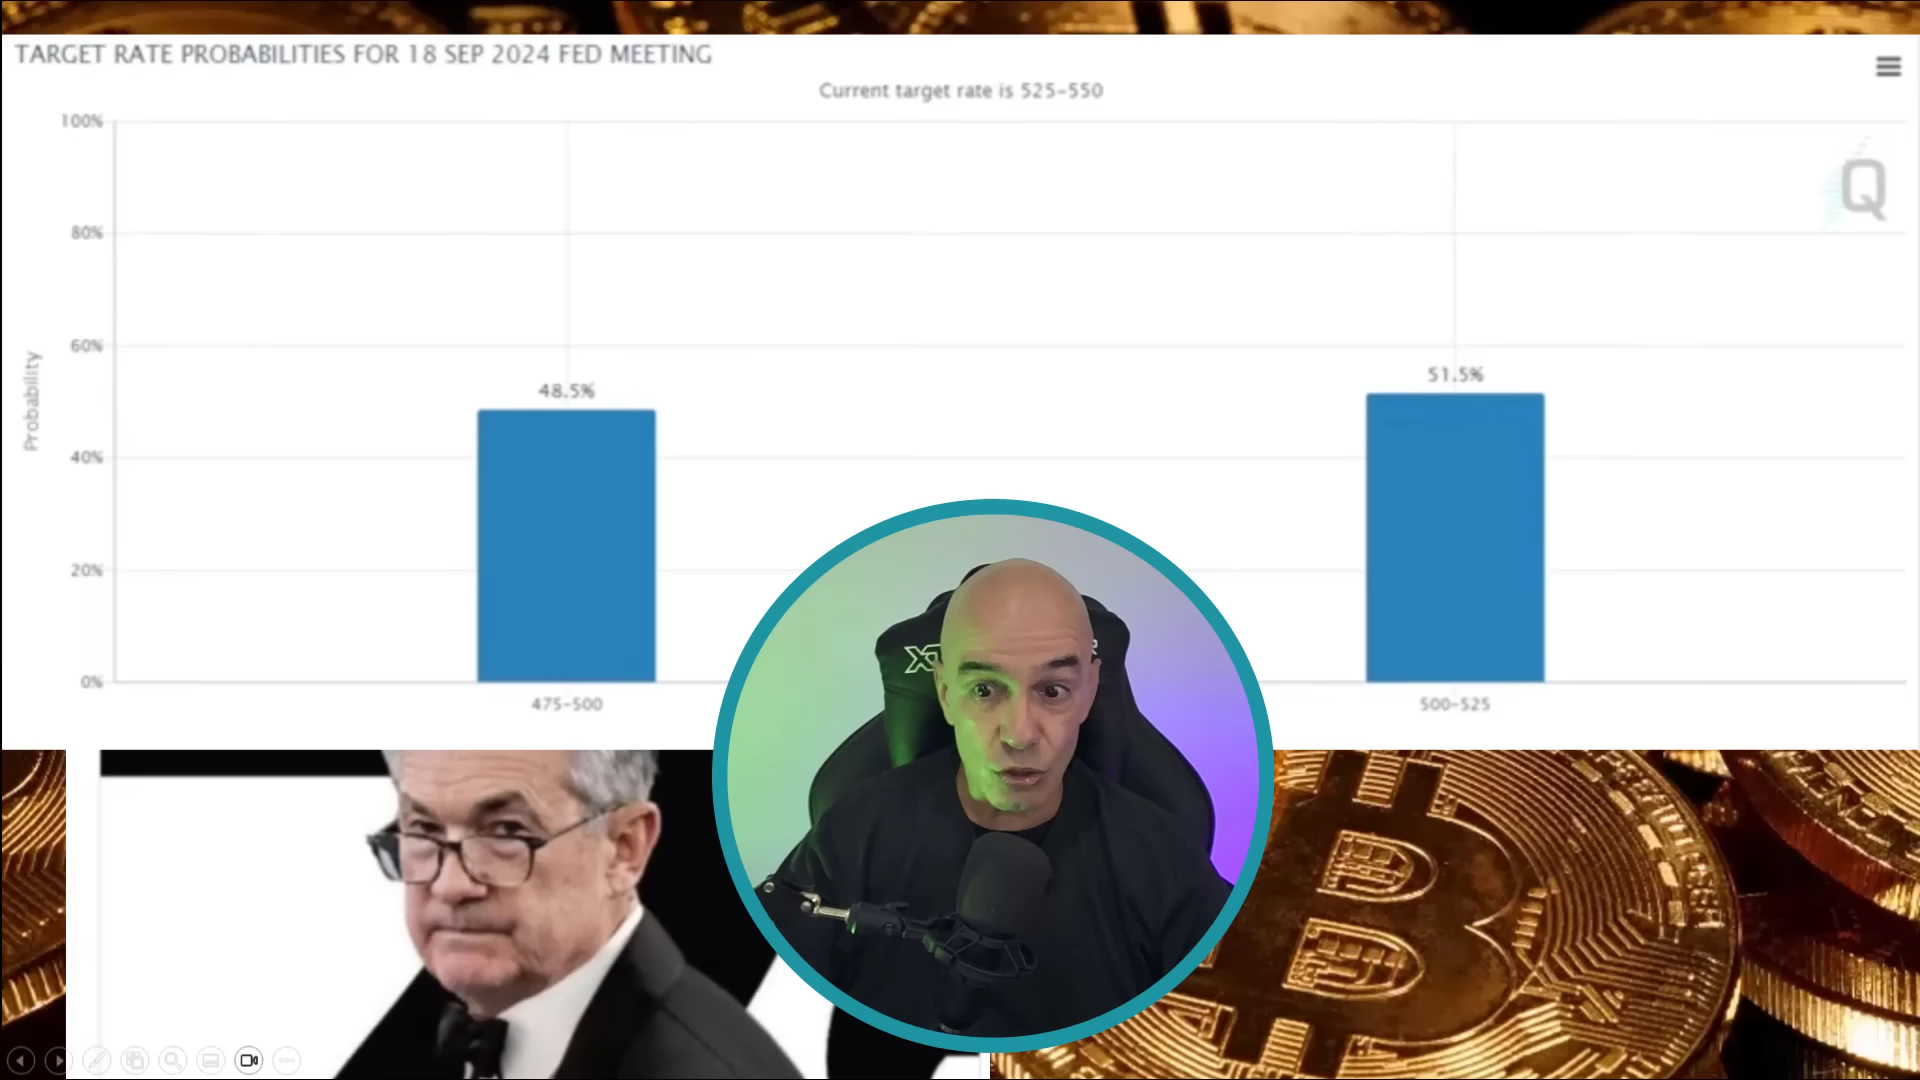 TARGET RATE PROBABILITIES FOR 18 SEP 2024 FED MEETING
Current target rate is 525-550
100%
80%
60%
40%
20%
0%
Probability
48.5%
51.5%
475-500
500-525
Q